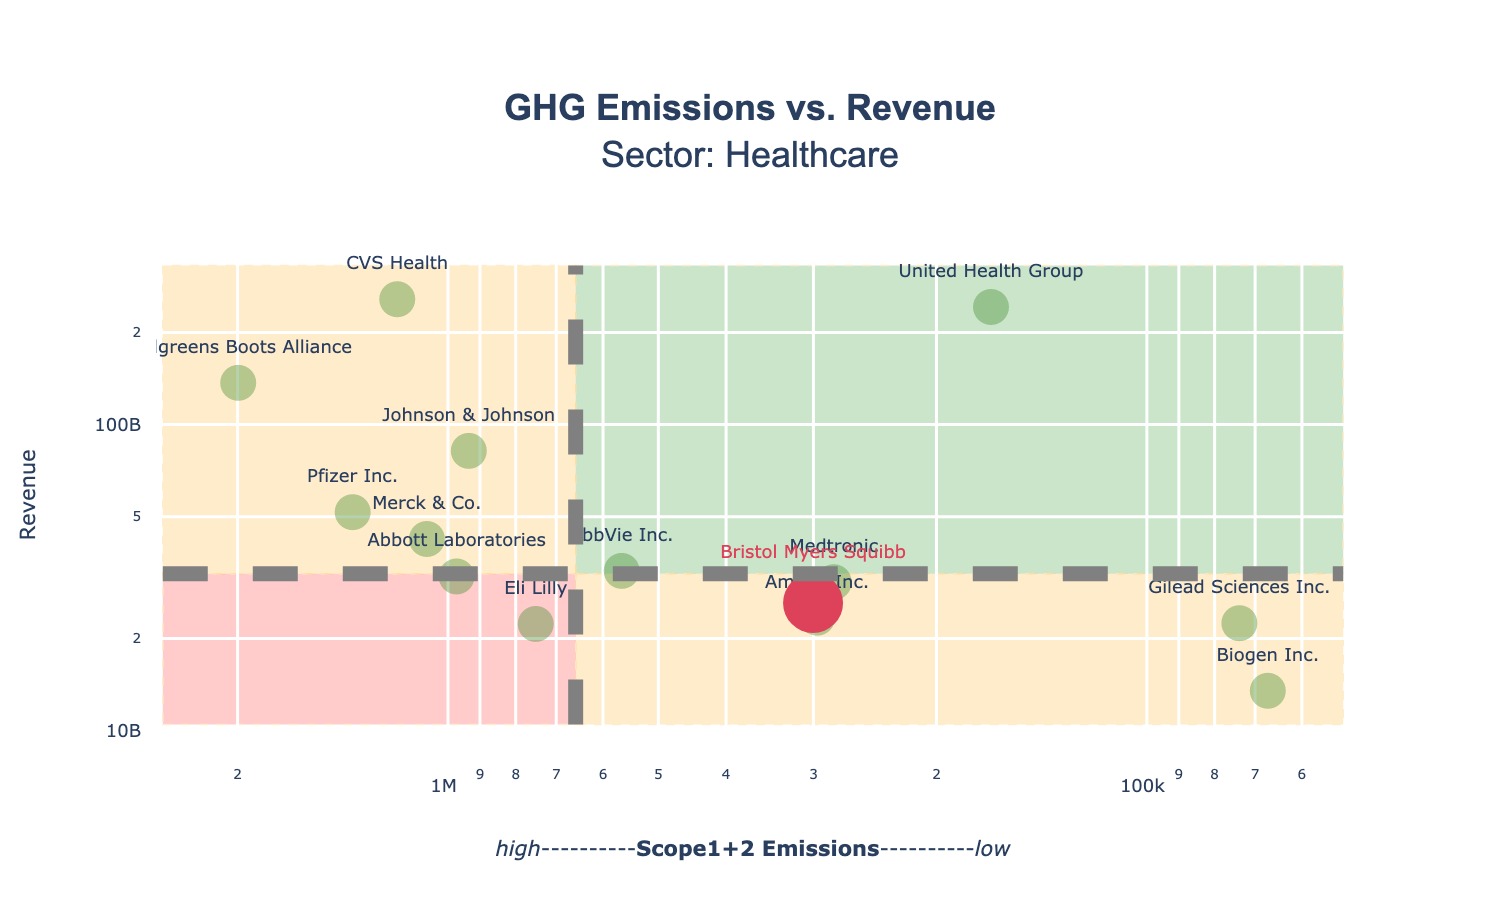 GHG Emissions vs. Revenue
Sector: Healthcare
CVS Health
United Health Group
2
lgreens Boots Alliance
Johnson & Johnson
100B
Pfizer Inc.
Merck & Co.
5
bbVie Inc.
Abbott Laboratories
Medtronic
Bristol Myers Squibb
Inc.
Eli Lilly
Gilead Sciences Inc.
2
Biogen Inc.
10B
Revenue
2 1M 9 8 7 6 5 4 3 2 100k 9 8 7 6
high----------Scope1+2 Emissions----------low